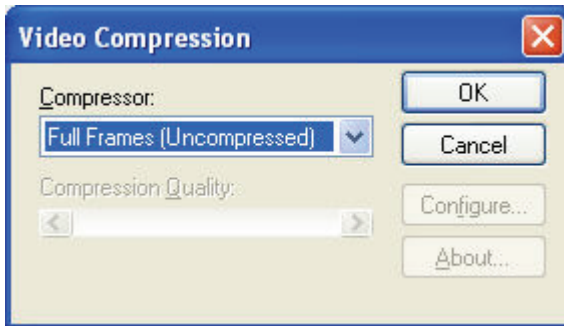 Video Compression
Compressor:
Full Frames (Uncompressed)
Compression Quality:
OK
Cancel
Configure...
About...